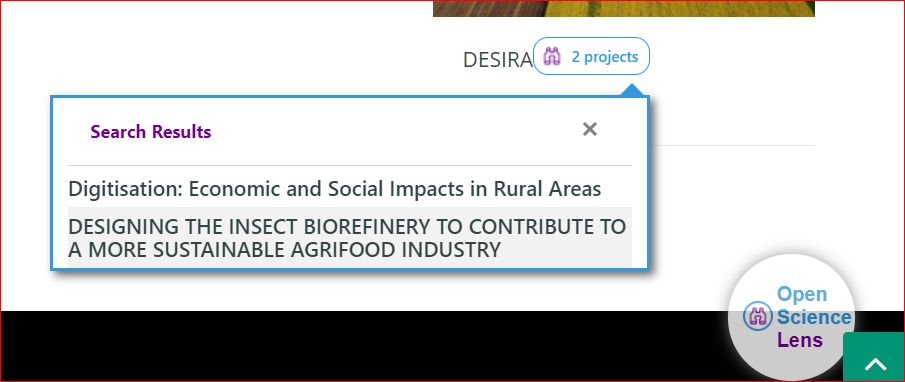 DESIRA 2 projects
Search Results ×
Digitisation: Economic and Social Impacts in Rural Areas
DESIGNING THE INSECT BIOREFINERY TO CONTRIBUTE TO
A MORE SUSTAINABLE AGRIFOOD INDUSTRY
Open
Science
Lens